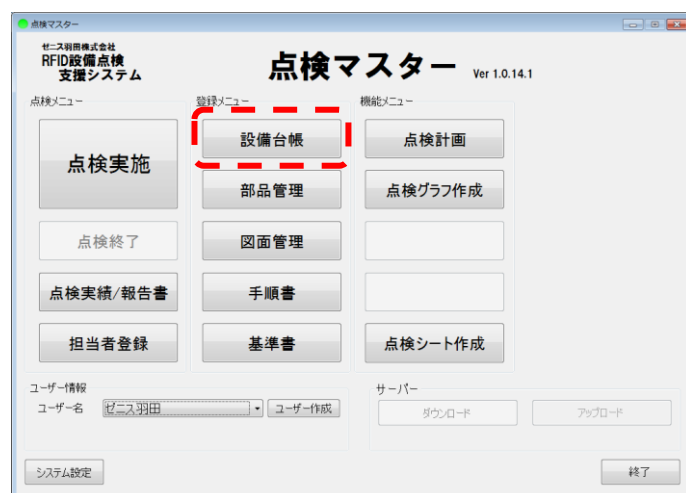 点検マスター
ゼニス羽田株式会社
RFID設備点検
支援システム
点検マスター Ver 1.0.14.1
点検メニュー
点検実施
点検終了
点検実績/報告書
担当者登録
登録メニュー
設備台帳
部品管理
図面管理
手順書
基準書
機能メニュー
点検計画
点検グラフ作成
点検シート作成
ユーザー情報
ユーザー名 ゼニス羽田 ユーザー作成
サーバー
ダウンロード アップロード
システム設定 終了